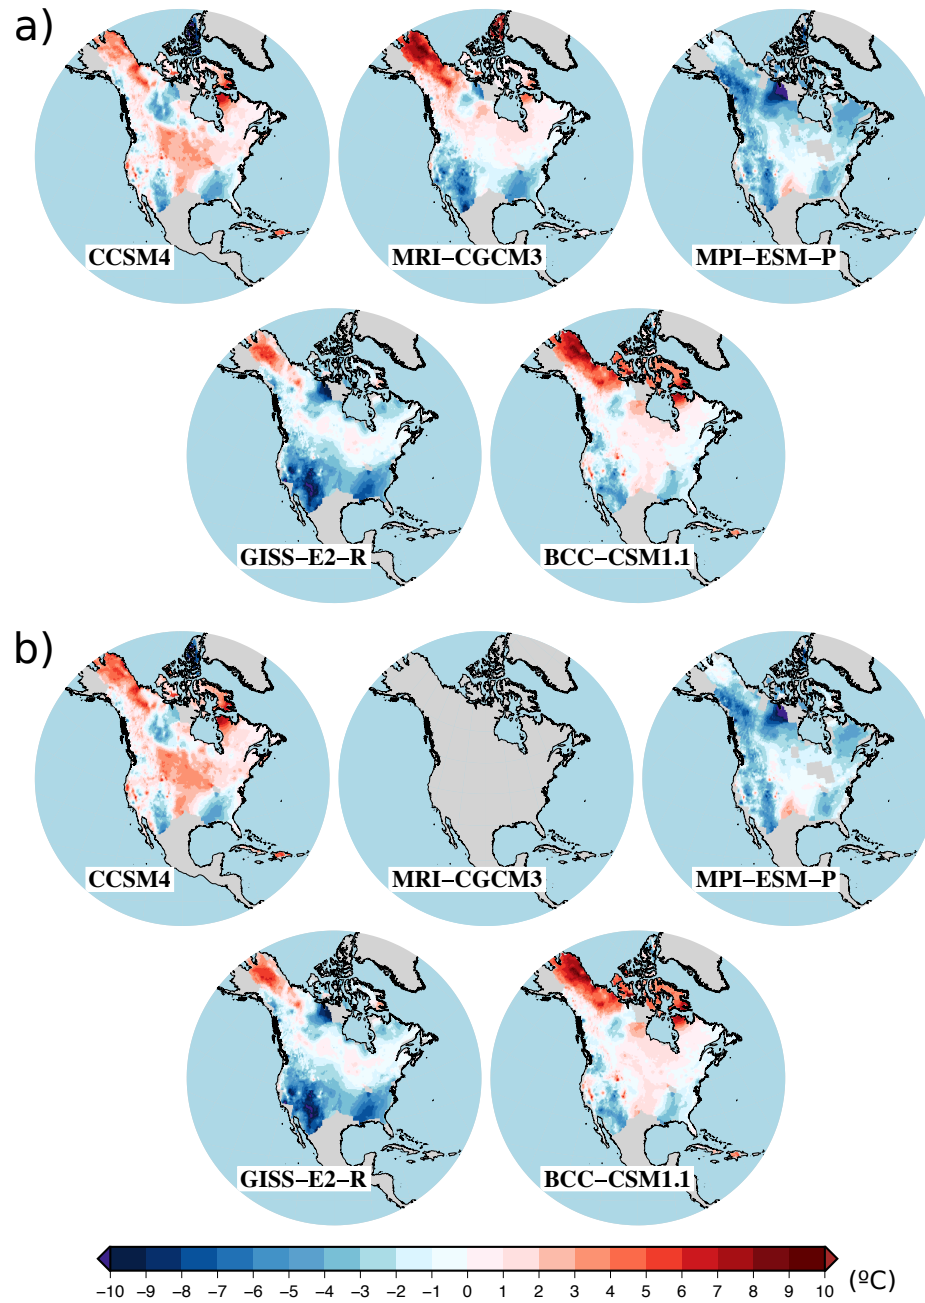 a)
CCSM4
MRI−CGCM3
MPI−ESM−P
GISS−E2−R
BCC−CSM1.1
b)
CCSM4
MRI−CGCM3
MPI−ESM−P
GISS−E2−R
BCC−CSM1.1
−10 −9 −8 −7 −6 −5 −4 −3 −2 −1 0 1 2 3 4 5 6 7 8 9 10 (ºC)